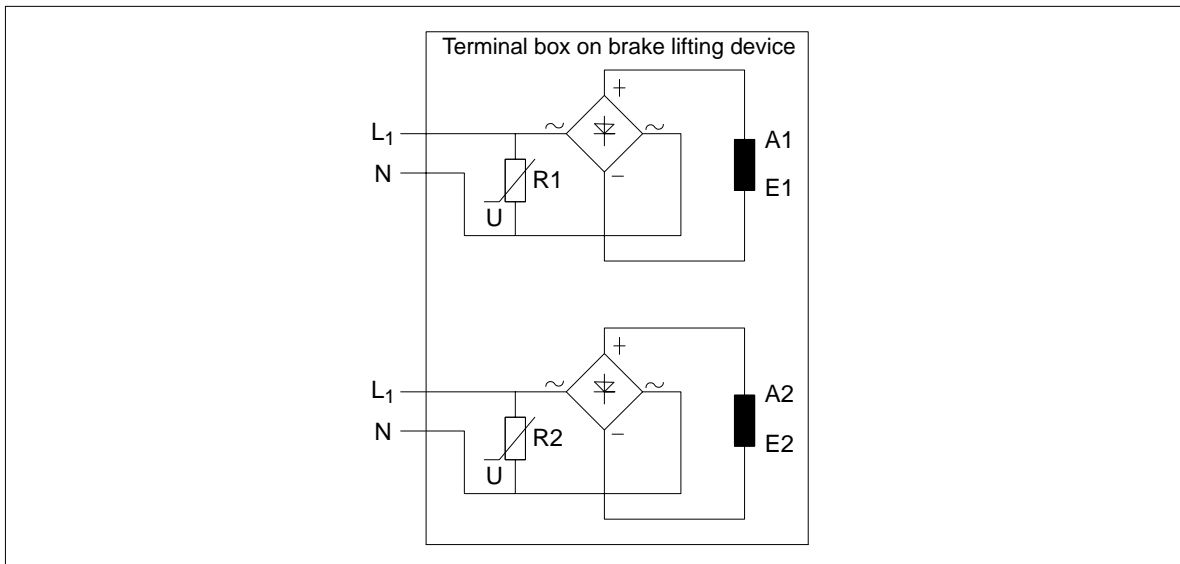 Terminal box on brake lifting device
+
~ ~
L1
A1
R1
N
−
E1
U
+
~ ~
L1
A2
R2
N
−
E2
U